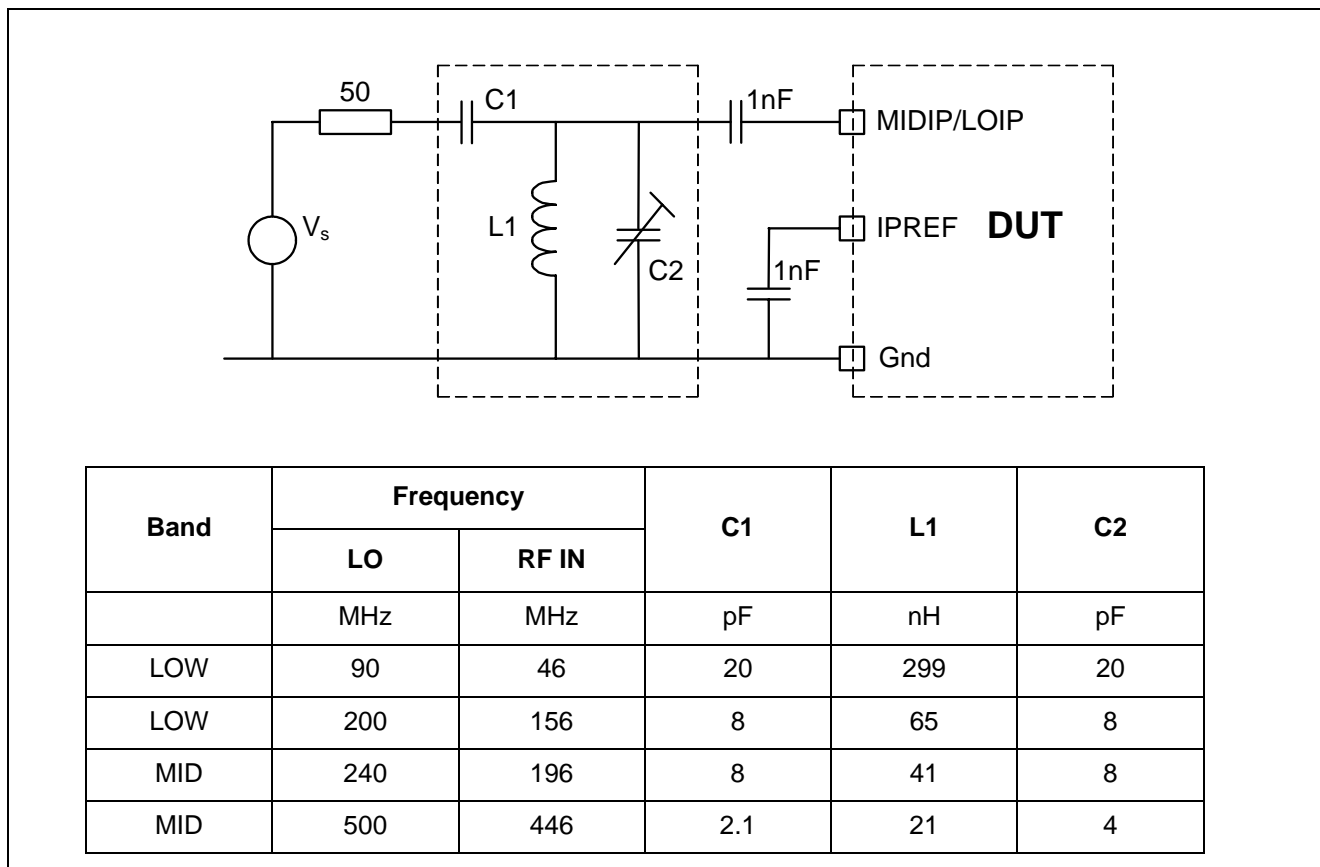 50
C1
1nF
MIDIP/LOIP
Vs
L1
C2
IPREF
DUT
1nF
Gnd
Band Frequency C1 L1 C2
LO RF IN
MHz MHz pF nH pF
LOW 90 46 20 299 20
LOW 200 156 8 65 8
MID 240 196 8 41 8
MID 500 446 2.1 21 4